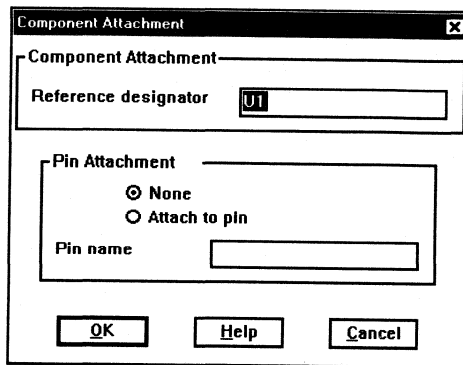 Component Attachment
Component Attachment
Reference designator U1
Pin Attachment
None
Attach to pin
Pin name
OK Help Cancel